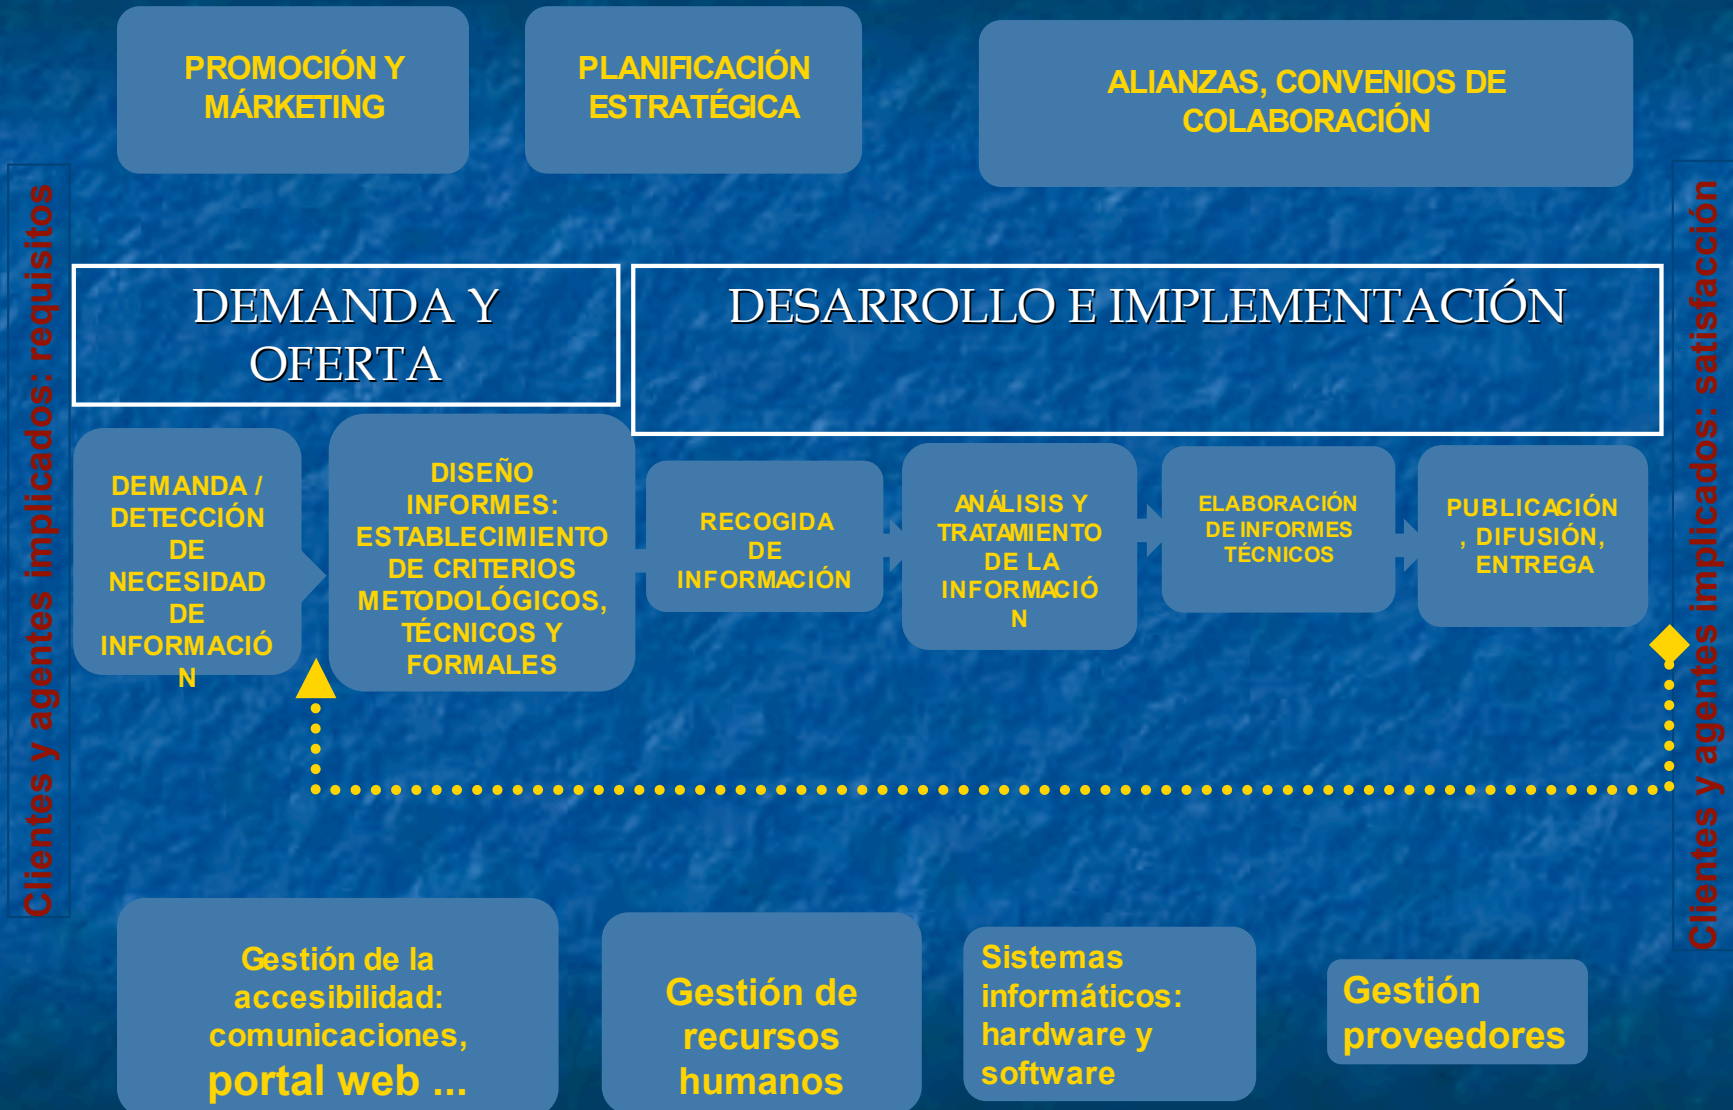 PROMOCIÓN Y
MÁRKETING
PLANIFICACIÓN
ESTRATÉGICA
ALIANZAS, CONVENIOS DE
COLABORACIÓN
Clientes y agentes implicados: requisitos
DEMANDA Y
OFERTA
DESARROLLO E IMPLEMENTACIÓN
DEMANDA /
DETECCIÓN
DE
NECESIDAD
DE
INFORMACIÓ
N
DISEÑO
INFORMES:
ESTABLECIMIENTO
DE CRITERIOS
METODOLÓGICOS,
TÉCNICOS Y
FORMALES
RECOGIDA
DE
INFORMACIÓN
ANÁLISIS Y
TRATAMIENTO
DE LA
INFORMACIÓ
N
ELABORACIÓN
DE INFORMES
TÉCNICOS
PUBLICACIÓN
, DIFUSIÓN,
ENTREGA
Clientes y agentes implicados: satisfacción
Gestión de la
accesibilidad:
comunicaciones,
portal web ...
Gestión de
recursos
humanos
Sistemas
informáticos:
hardware y
software
Gestión
proveedores